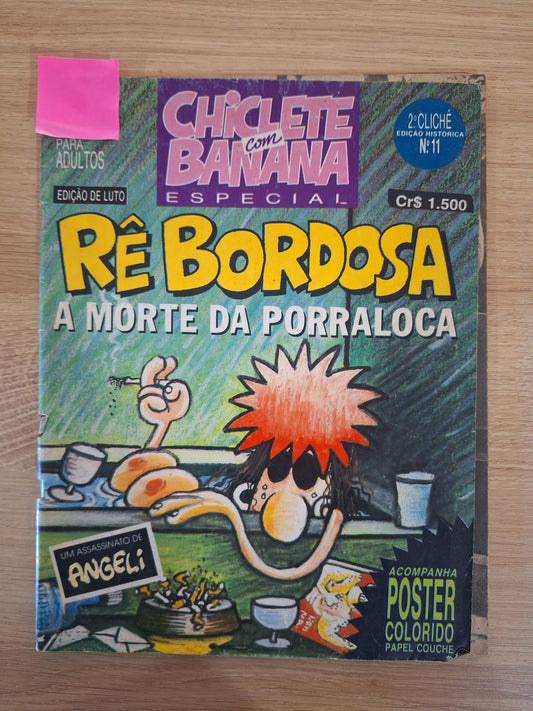 PARA
ADULTOS
CHICLETE
com
BANANA
ESPECIAL
2º CLICHÊ
EDIÇÃO HISTÓRICA
Nº 11
EDIÇÃO DE LUTO
Cr$ 1.500
RÊ BORDOSA
A MORTE DA PORRALOCA
UM ASSASSINATO DE
ANGELI
ACOMPANHA
POSTER
COLORIDO
PAPEL COUCHE